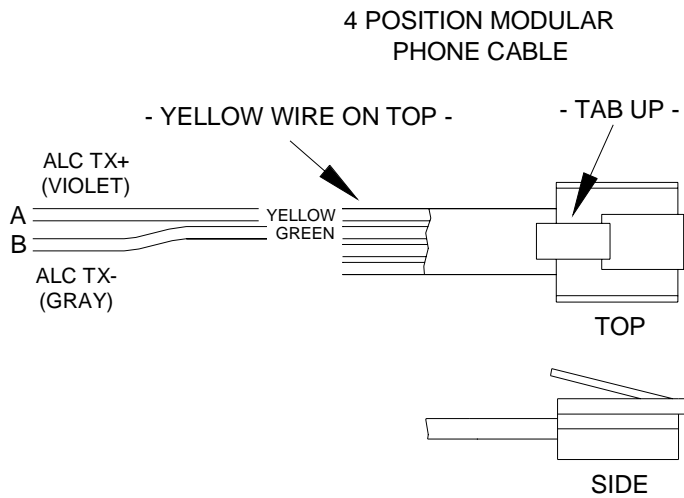 4 POSITION MODULAR
PHONE CABLE
- YELLOW WIRE ON TOP -
- TAB UP -
ALC TX+
(VIOLET)
A
YELLOW
GREEN
B
ALC TX-
(GRAY)
TOP
SIDE